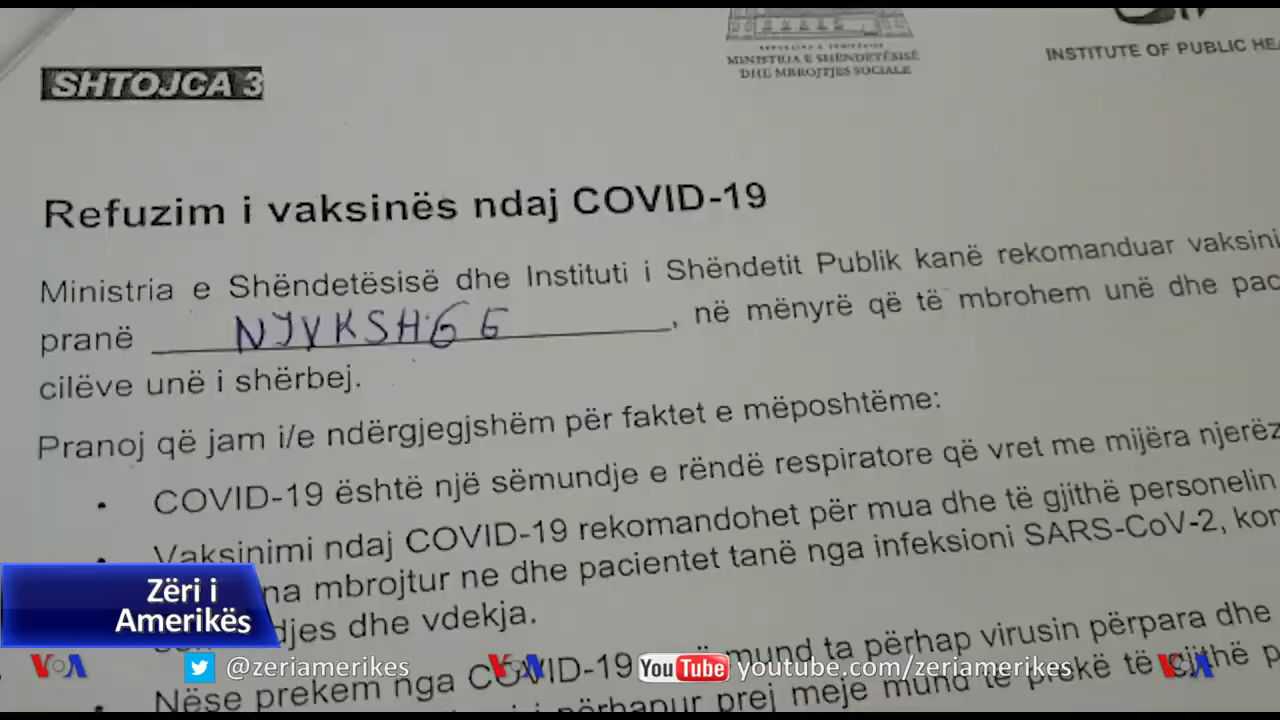 MINISTRIA E SHËNDETËSISË
DHE MBROJTJES SOCIALE
INSTITUTE OF PUBLIC HEA
SHTOJCA 3
Refuzim i vaksinës ndaj COVID-19
Ministria e Shëndetësisë dhe Instituti i Shëndetit Publik kanë rekomanduar vaksini
pranë NJVKSH GE, në mënyrë që të mbrohem unë dhe pac
cilëve unë i shërbej.
Pranoj që jam i/e ndërgjegjshëm për faktet e mëposhtëme:
• COVID-19 është një sëmundje e rëndë respiratore që vret me mijëra njerëz
• Vaksinimi ndaj COVID-19 rekomandohet për mua dhe të gjithë personelin
na mbrojtur ne dhe pacientet tanë nga infeksioni SARS-CoV-2, kom
djes dhe vdekja.
• Nëse prekem nga COVID-19 mund ta përhap virusin përpara dhe
i përhapur prej meje mund të prekë të gjithë p
Zëri i
Amerikës
VOA @zeriamerikes VOA YouTube youtube.com/zeriamerikes VOA